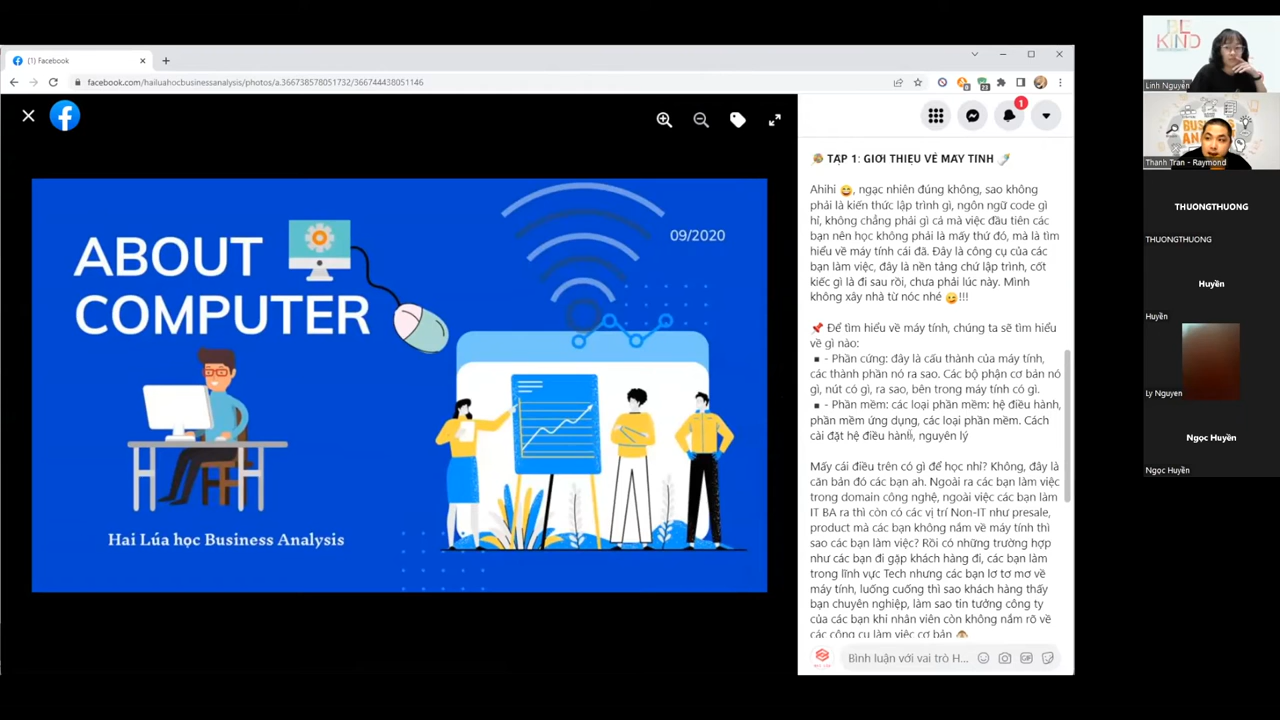 (1) Facebook
facebook.com/hailuahocbusinessanalysis/photos/a.366738578051732/366744438051146
23
1
ABOUT
COMPUTER
09/2020
Hai Lúa học Business Analysis
TẬP 1: GIỚI THIỆU VỀ MÁY TÍNH
Ahihi 😅, ngạc nhiên đúng không, sao không
phải là kiến thức lập trình gì, ngôn ngữ code gì
hỉ, không chẳng phải gì cả mà việc đầu tiên các
bạn nên học không phải là mấy thứ đó, mà là tìm
hiểu về máy tính cái đã. Đây là công cụ của các
bạn làm việc, đây là nền tảng chứ lập trình, cốt
kiếc gì là đi sau rồi, chưa phải lúc này. Mình
không xây nhà từ nóc nhé 🤪!!!
📌 Để tìm hiểu về máy tính, chúng ta sẽ tìm hiểu
về gì nào:
▪ - Phần cứng: đây là cấu thành của máy tính,
các thành phần nó ra sao. Các bộ phận cơ bản nó
gì, nút có gì, ra sao, bên trong máy tính có gì.
▪ - Phần mềm: các loại phần mềm: hệ điều hành,
phần mềm ứng dụng, các loại phần mềm. Cách
cài đặt hệ điều hành, nguyên lý
Mấy cái điều trên có gì để học nhỉ? Không, đây là
căn bản đó các bạn ah. Ngoài ra các bạn làm việc
trong domain công nghệ, ngoài việc các bạn làm
IT BA ra thì còn có các vị trí Non-IT như presale,
product mà các bạn không nắm về máy tính thì
sao các bạn làm việc? Rồi có những trường hợp
như các bạn đi gặp khách hàng đi, các bạn làm
trong lĩnh vực Tech nhưng các bạn lơ tơ mơ về
máy tính, luống cuống thì sao khách hàng thấy
bạn chuyên nghiệp, làm sao tin tưởng công ty
của các bạn khi nhân viên còn không nắm rõ về
các công cụ làm việc cơ bản
Bình luận với vai trò H...
BE
KIND
Linh Nguyễn
Thanh Tran - Raymond
THUONGTHUONG
THUONGTHUONG
Huyền
Huyền
Ly Nguyen
Ngọc Huyền
Ngọc Huyền